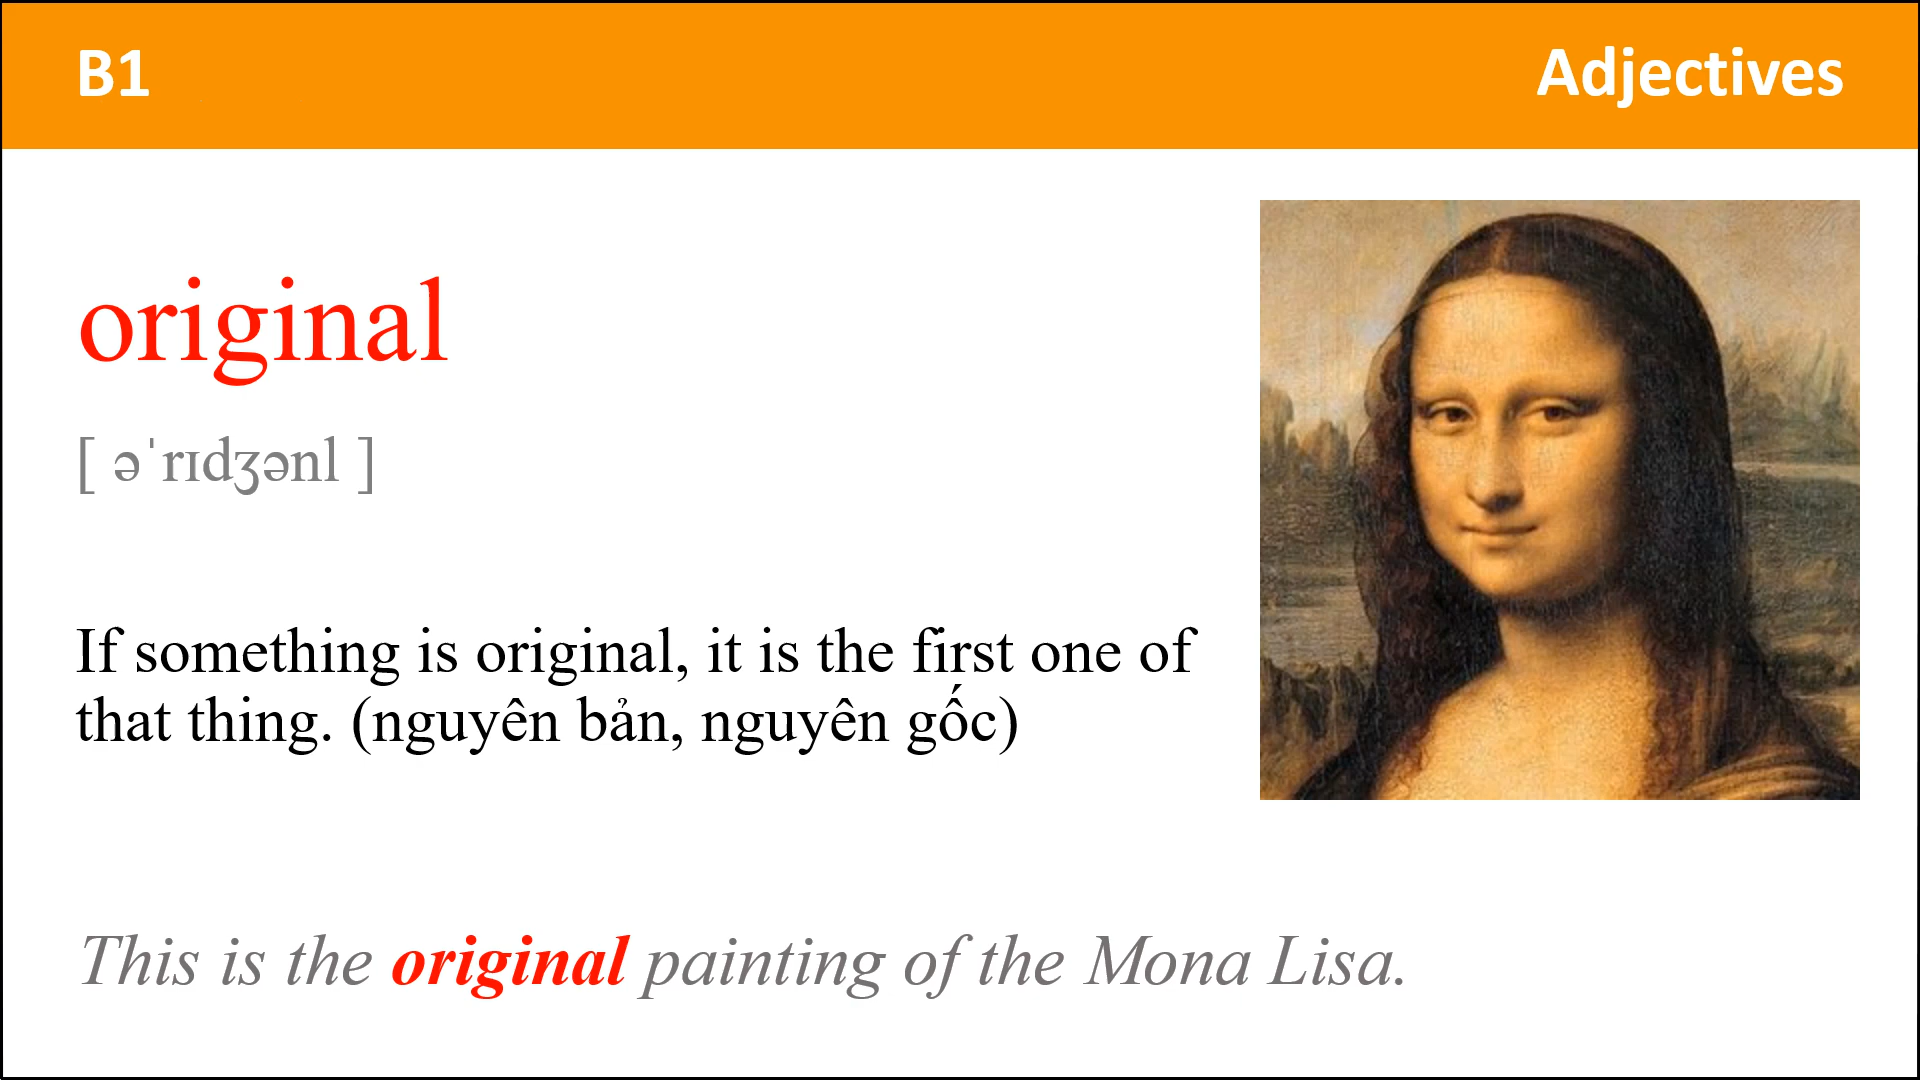 B1
Adjectives
original
[ əˈrɪdʒənl ]
If something is original, it is the first one of
that thing. (nguyên bản, nguyên gốc)
This is the original painting of the Mona Lisa.